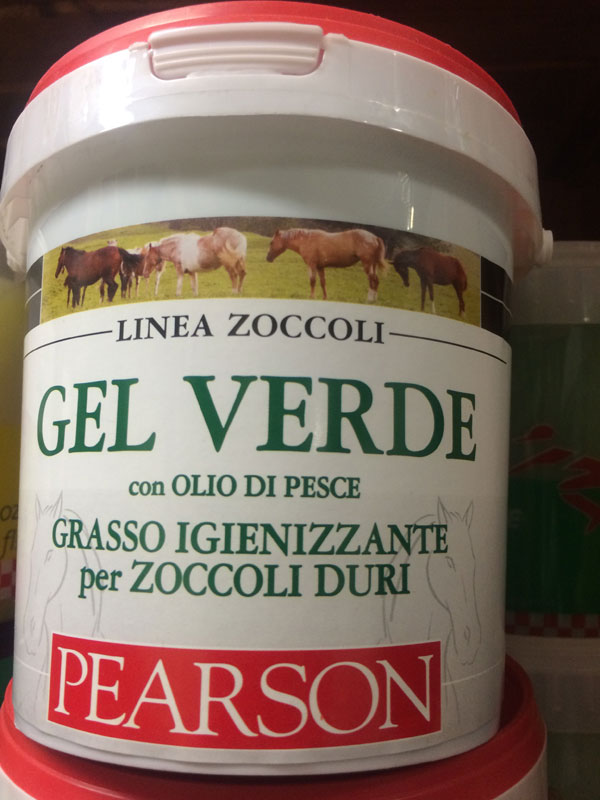 LINEA ZOCCOLI
GEL VERDE
con OLIO DI PESCE
GRASSO IGIENIZZANTE
per ZOCCOLI DURI
PEARSON